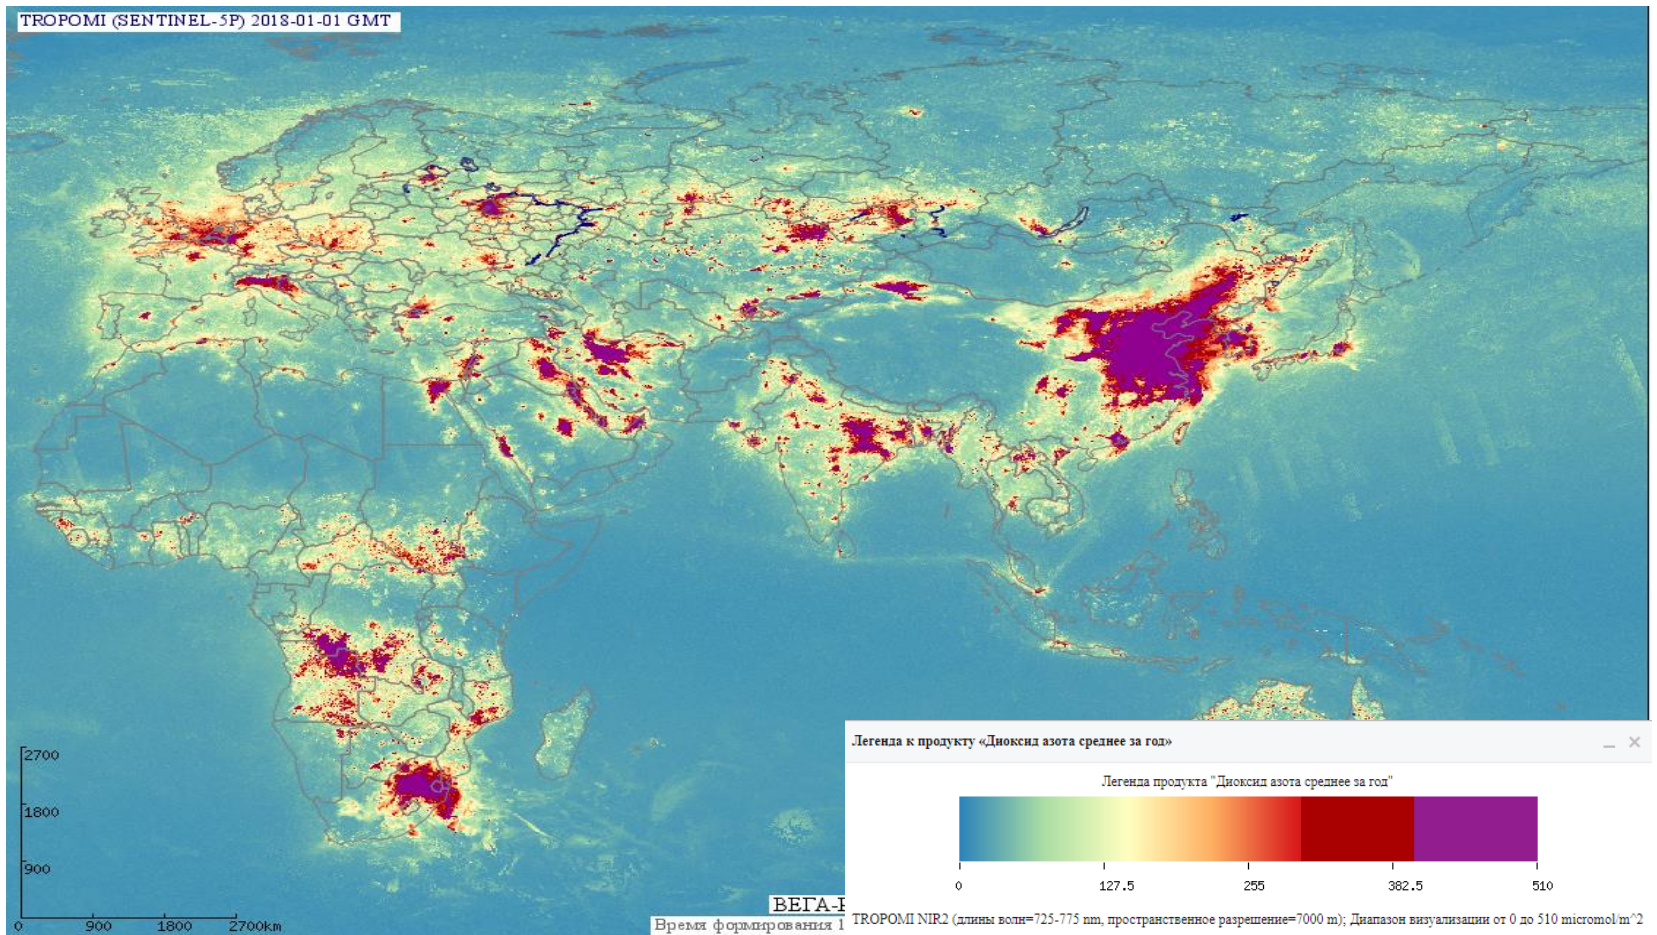 TROPOMI (SENTINEL-5P) 2018-01-01 GMT
2700
1800
900
0 900 1800 2700km
ВЕГА-
Время формирования 1
Легенда к продукту «Диоксид азота среднее за год»
Легенда продукта "Диоксид азота среднее за год"
0 127.5 255 382.5 510
TROPOMI NIR2 (длины волн=725-775 nm, пространственное разрешение=7000 m); Диапазон визуализации от 0 до 510 micromol/m^2